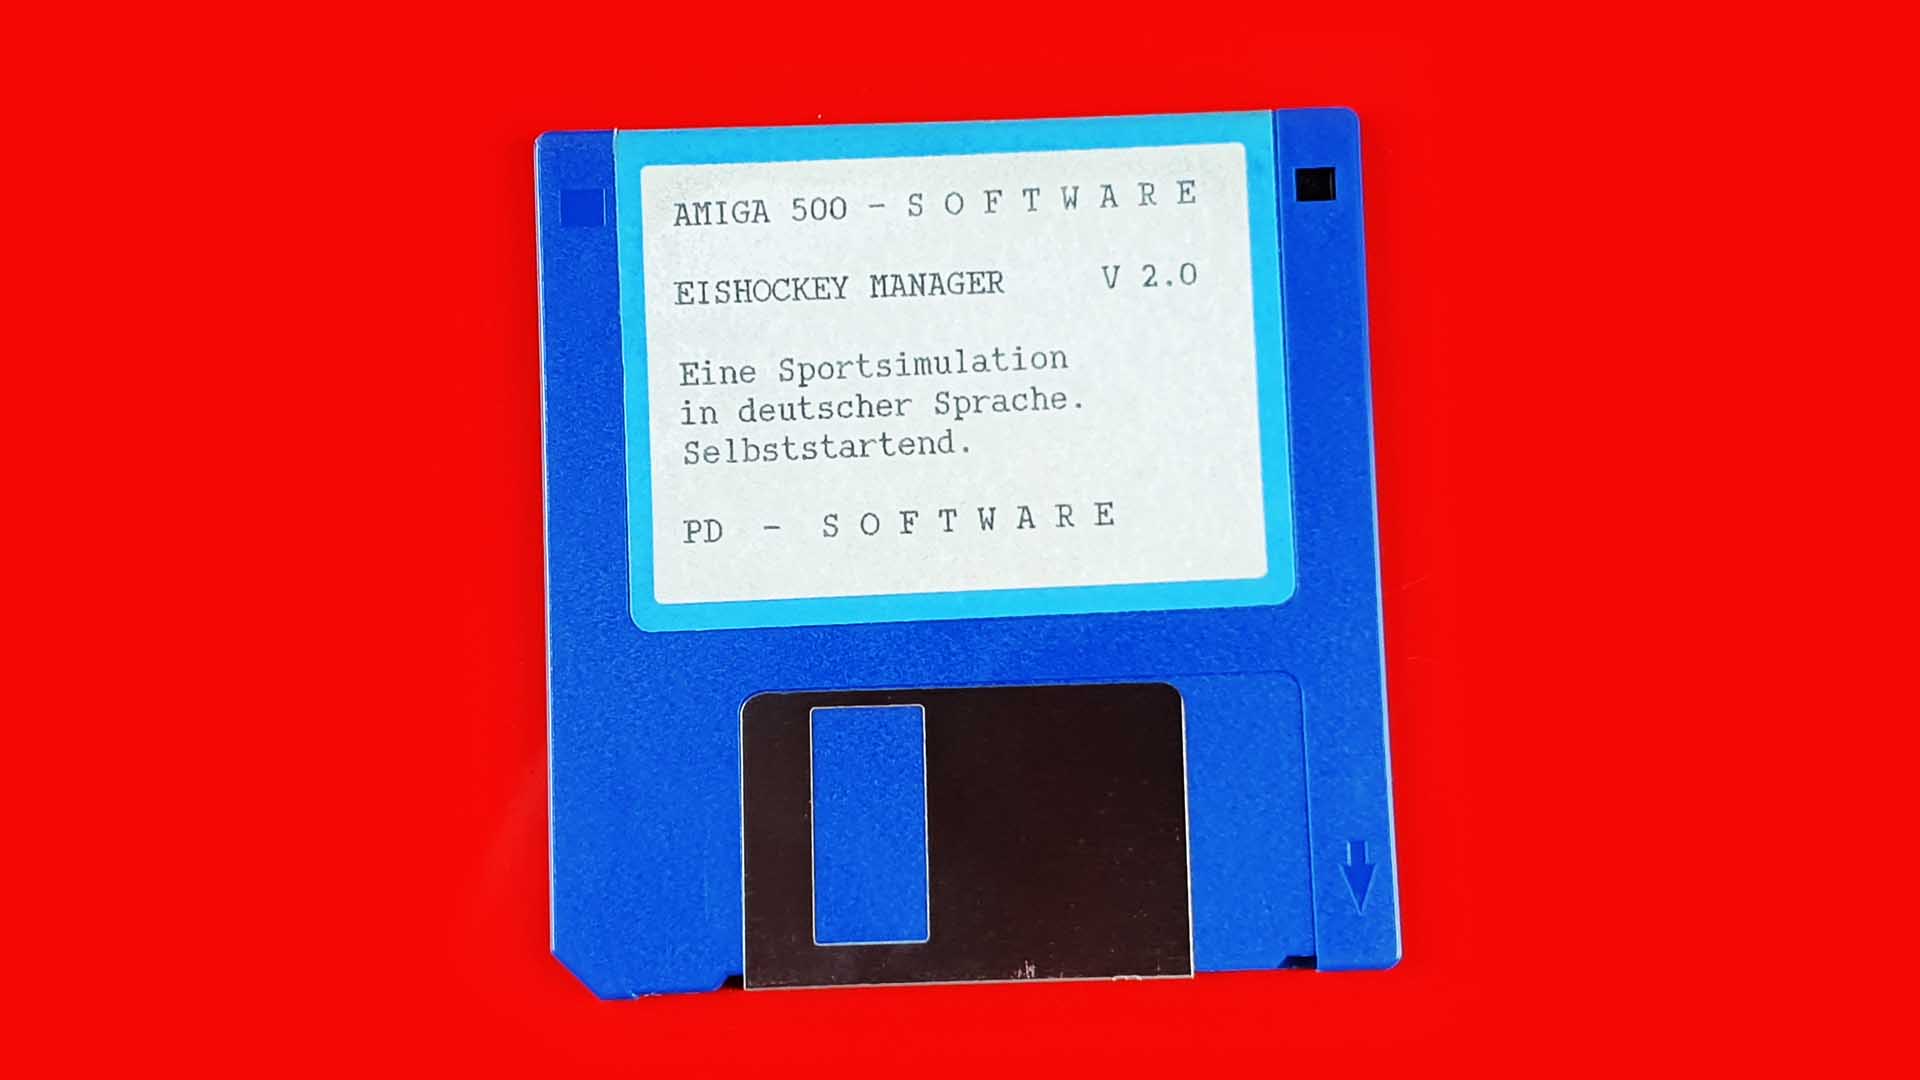 AMIGA 500 - S O F T W A R E
EISHOCKEY MANAGER V 2.0
Eine Sportsimulation
in deutscher Sprache.
Selbststartend.
PD - S O F T W A R E